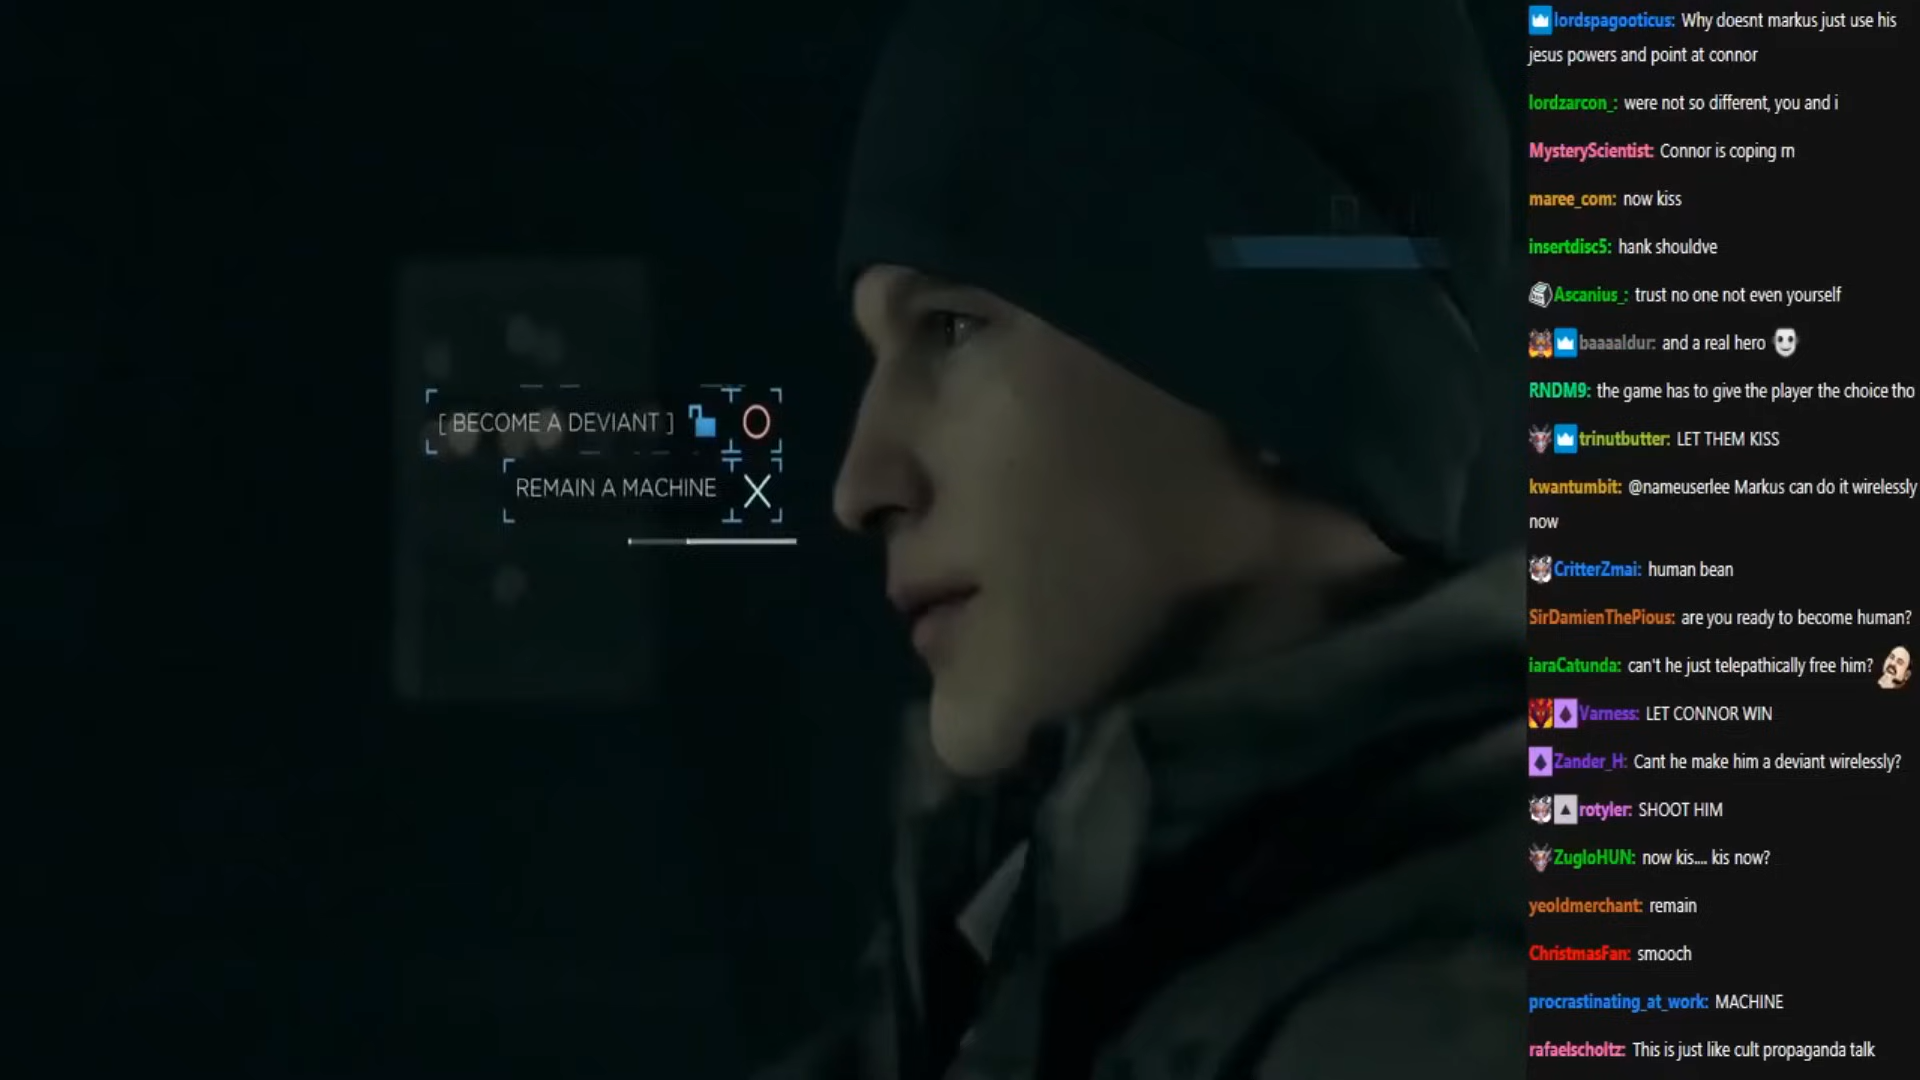 [ BECOME A DEVIANT ]
REMAIN A MACHINE
lordspagooticus: Why doesnt markus just use his
jesus powers and point at connor
lordzarcon_: were not so different, you and i
MysteryScientist: Connor is coping rn
maree_com: now kiss
insertdisc5: hank shouldve
Ascanius_: trust no one not even yourself
baaaaldur: and a real hero
RNDM9: the game has to give the player the choice tho
trinutbutter: LET THEM KISS
kwantumbit: @nameuserlee Markus can do it wirelessly
now
CritterZmai: human bean
SirDamienThePious: are you ready to become human?
iaraCatunda: can't he just telepathically free him?
Varness: LET CONNOR WIN
Zander_H: Cant he make him a deviant wirelessly?
rotyler: SHOOT HIM
ZugloHUN: now kis.... kis now?
yeoldmerchant: remain
ChristmasFan: smooch
procrastinating_at_work: MACHINE
rafaelscholtz: This is just like cult propaganda talk